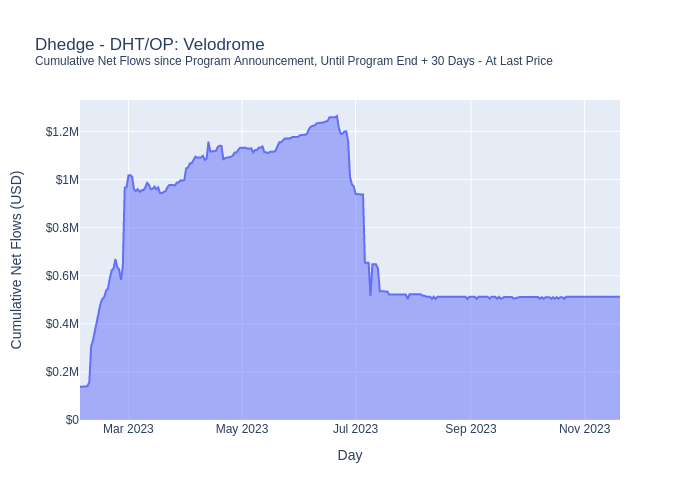 Dhedge - DHT/OP: Velodrome
Cumulative Net Flows since Program Announcement, Until Program End + 30 Days - At Last Price
Cumulative Net Flows (USD)
$1.2M
$1M
$0.8M
$0.6M
$0.4M
$0.2M
$0
Mar 2023
May 2023
Jul 2023
Sep 2023
Nov 2023
Day